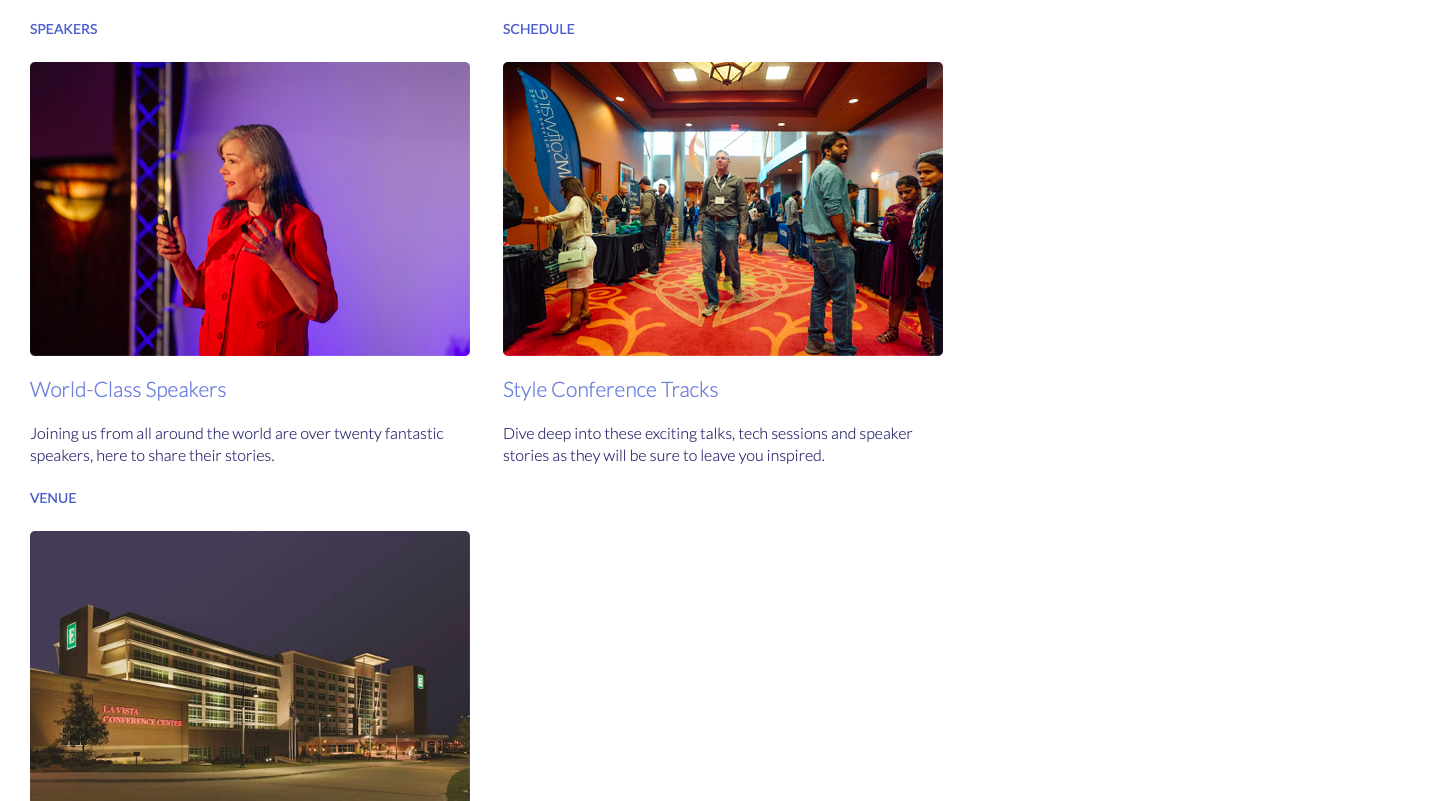 SPEAKERS
SCHEDULE
World-Class Speakers
Joining us from all around the world are over twenty fantastic
speakers, here to share their stories.
Style Conference Tracks
Dive deep into these exciting talks, tech sessions and speaker
stories as they will be sure to leave you inspired.
VENUE
E
LA VISTA
CONFERENCE CENTER
E